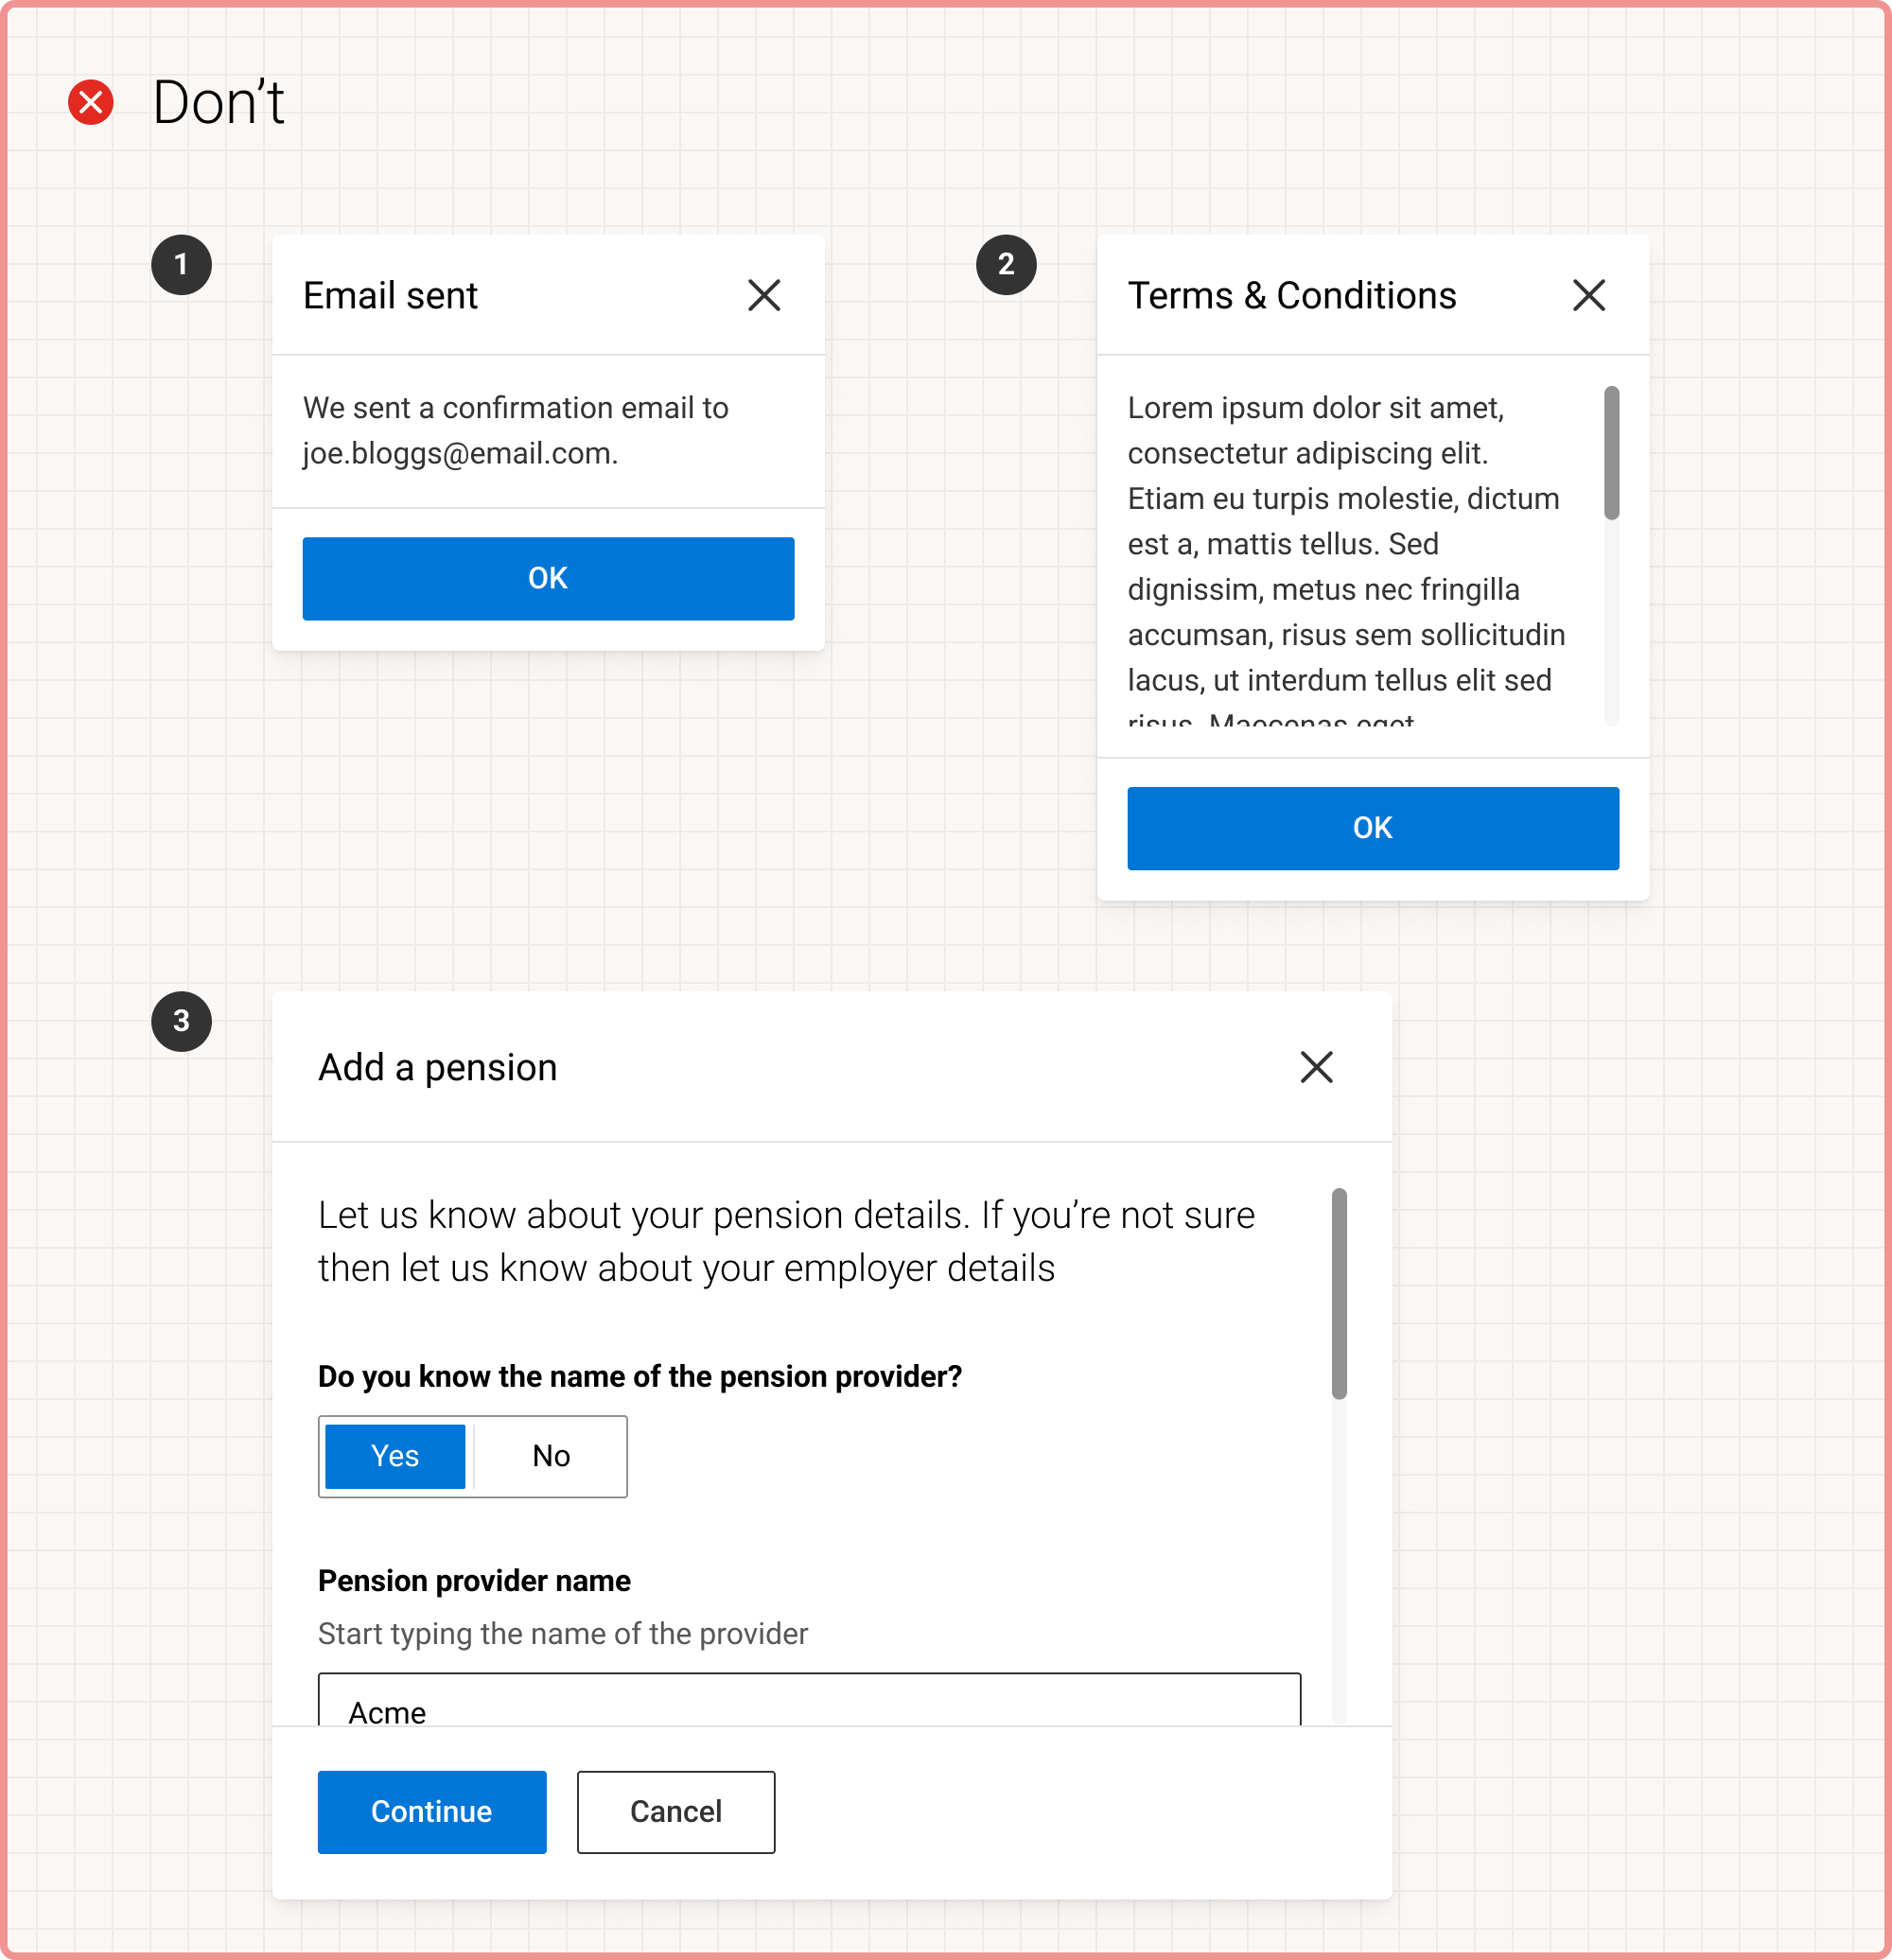 Don’t
1
Email sent
We sent a confirmation email to
joe.bloggs@email.com.
OK
2
Terms & Conditions
Lorem ipsum dolor sit amet,
consectetur adipiscing elit.
Etiam eu turpis molestie, dictum
est a, mattis tellus. Sed
dignissim, metus nec fringilla
accumsan, risus sem sollicitudin
lacus, ut interdum tellus elit sed
risus. Maecenas eget
OK
3
Add a pension
Let us know about your pension details. If you’re not sure
then let us know about your employer details
Do you know the name of the pension provider?
Yes No
Pension provider name
Start typing the name of the provider
Acme
Continue Cancel